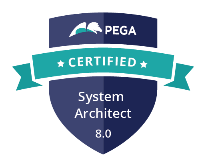 PEGA
CERTIFIED
System
Architect
8.0